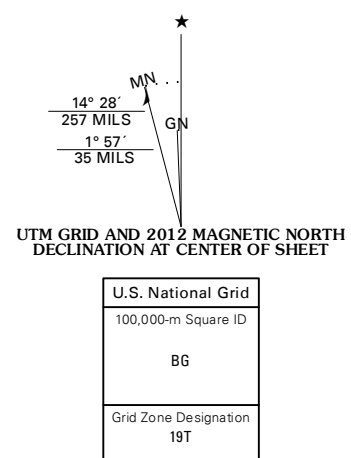 ★
MN
14° 28´
257 MILS
GN
1° 57´
35 MILS
UTM GRID AND 2012 MAGNETIC NORTH
DECLINATION AT CENTER OF SHEET
U.S. National Grid
100,000-m Square ID
BG
Grid Zone Designation
19T